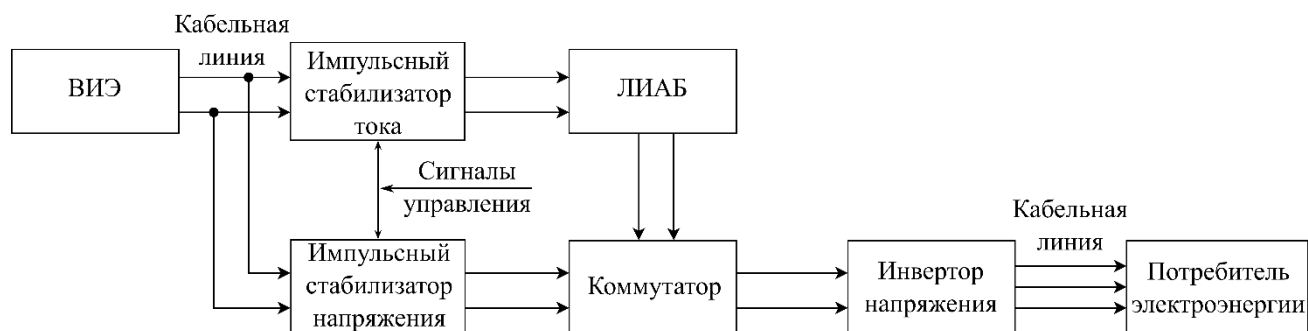 Кабельная
линия
ВИЭ
Импульсный
стабилизатор
тока
ЛИАБ
Сигналы
управления
Импульсный
стабилизатор
напряжения
Коммутатор
Инвертор
напряжения
Кабельная
линия
Потребитель
электроэнергии